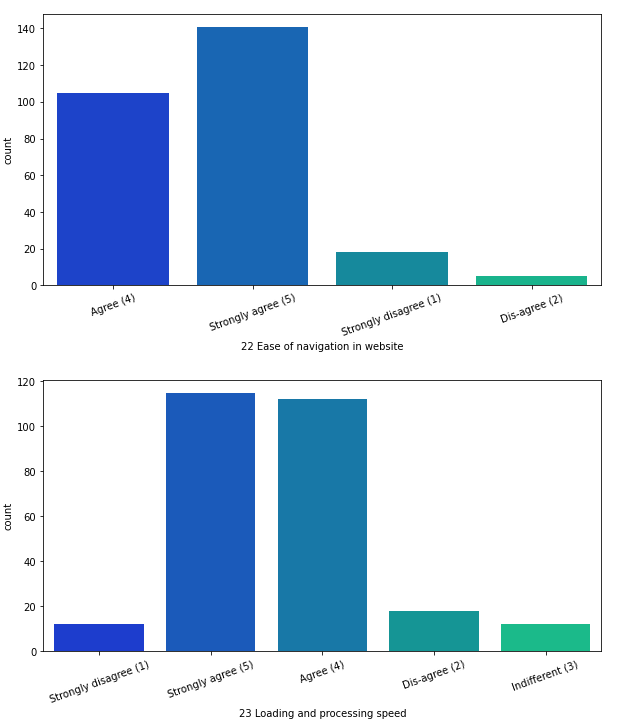 140
120
100
80
60
40
20
0
count
Agree (4)
Strongly agree (5)
Strongly disagree (1)
Dis-agree (2)
22 Ease of navigation in website
120
100
80
60
40
20
0
count
Strongly disagree (1)
Strongly agree (5)
Agree (4)
Dis-agree (2)
Indifferent (3)
23 Loading and processing speed